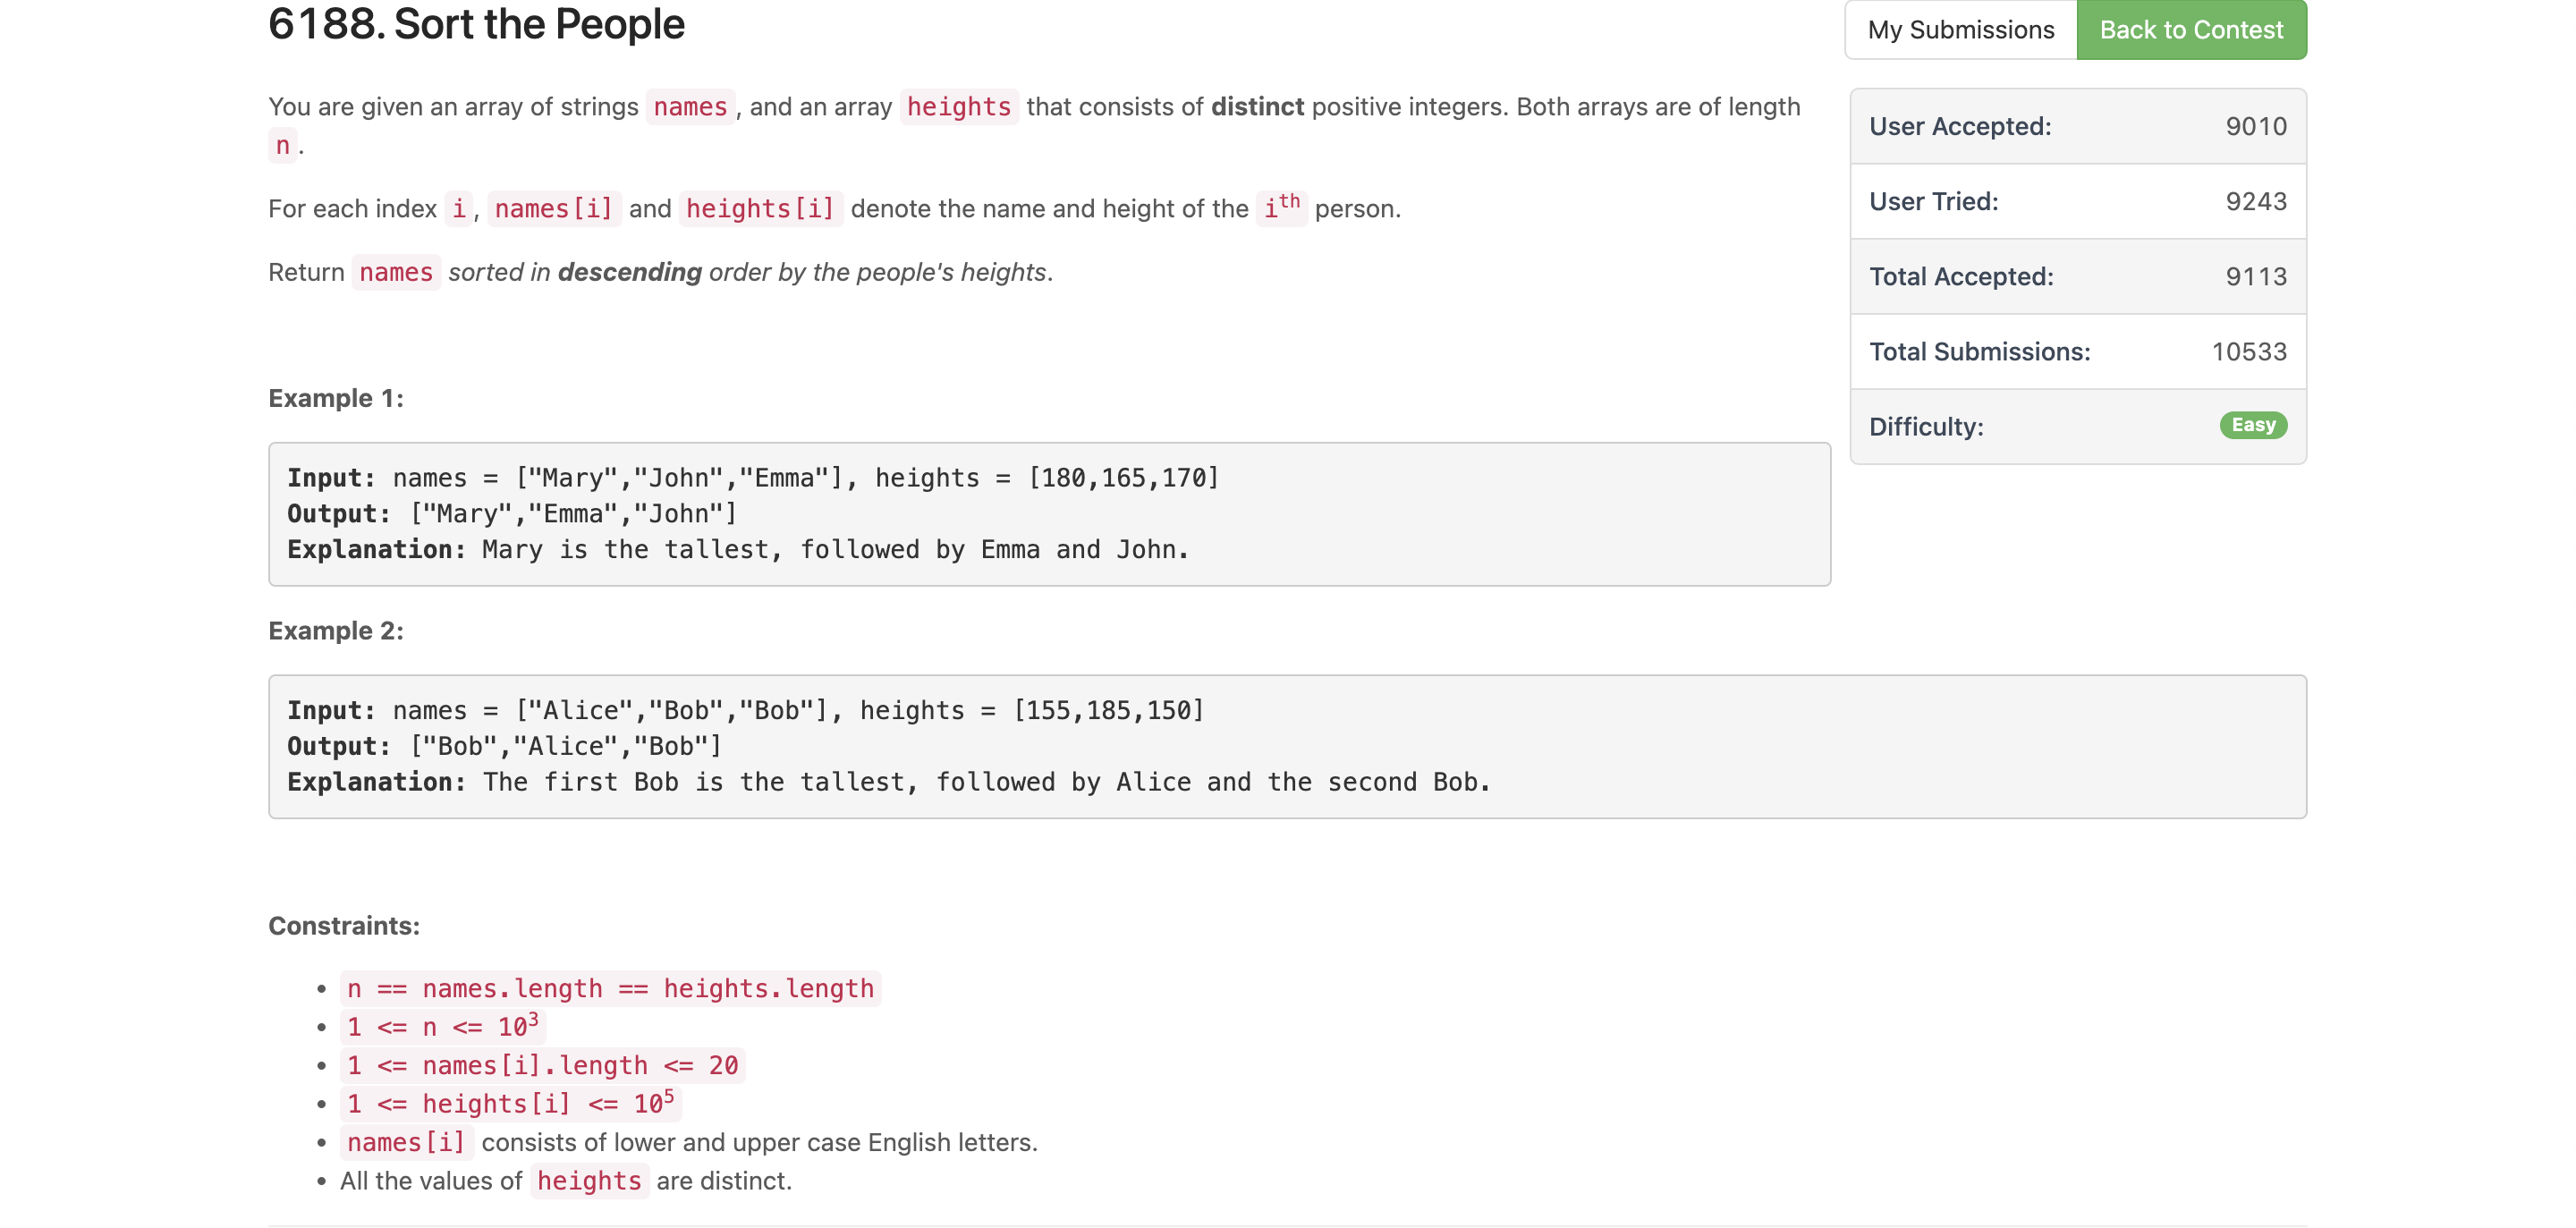 6188. Sort the People
My Submissions
Back to Contest
You are given an array of strings names, and an array heights that consists of distinct positive integers. Both arrays are of length
n.
For each index i, names[i] and heights[i] denote the name and height of the ith person.
Return names sorted in descending order by the people's heights.
User Accepted: 9010
User Tried: 9243
Total Accepted: 9113
Total Submissions: 10533
Difficulty: Easy
Example 1:
Input: names = ["Mary","John","Emma"], heights = [180,165,170]
Output: ["Mary","Emma","John"]
Explanation: Mary is the tallest, followed by Emma and John.
Example 2:
Input: names = ["Alice","Bob","Bob"], heights = [155,185,150]
Output: ["Bob","Alice","Bob"]
Explanation: The first Bob is the tallest, followed by Alice and the second Bob.
Constraints:
• n == names.length == heights.length
• 1 <= n <= 10³
• 1 <= names[i].length <= 20
• 1 <= heights[i] <= 10⁵
• names[i] consists of lower and upper case English letters.
• All the values of heights are distinct.